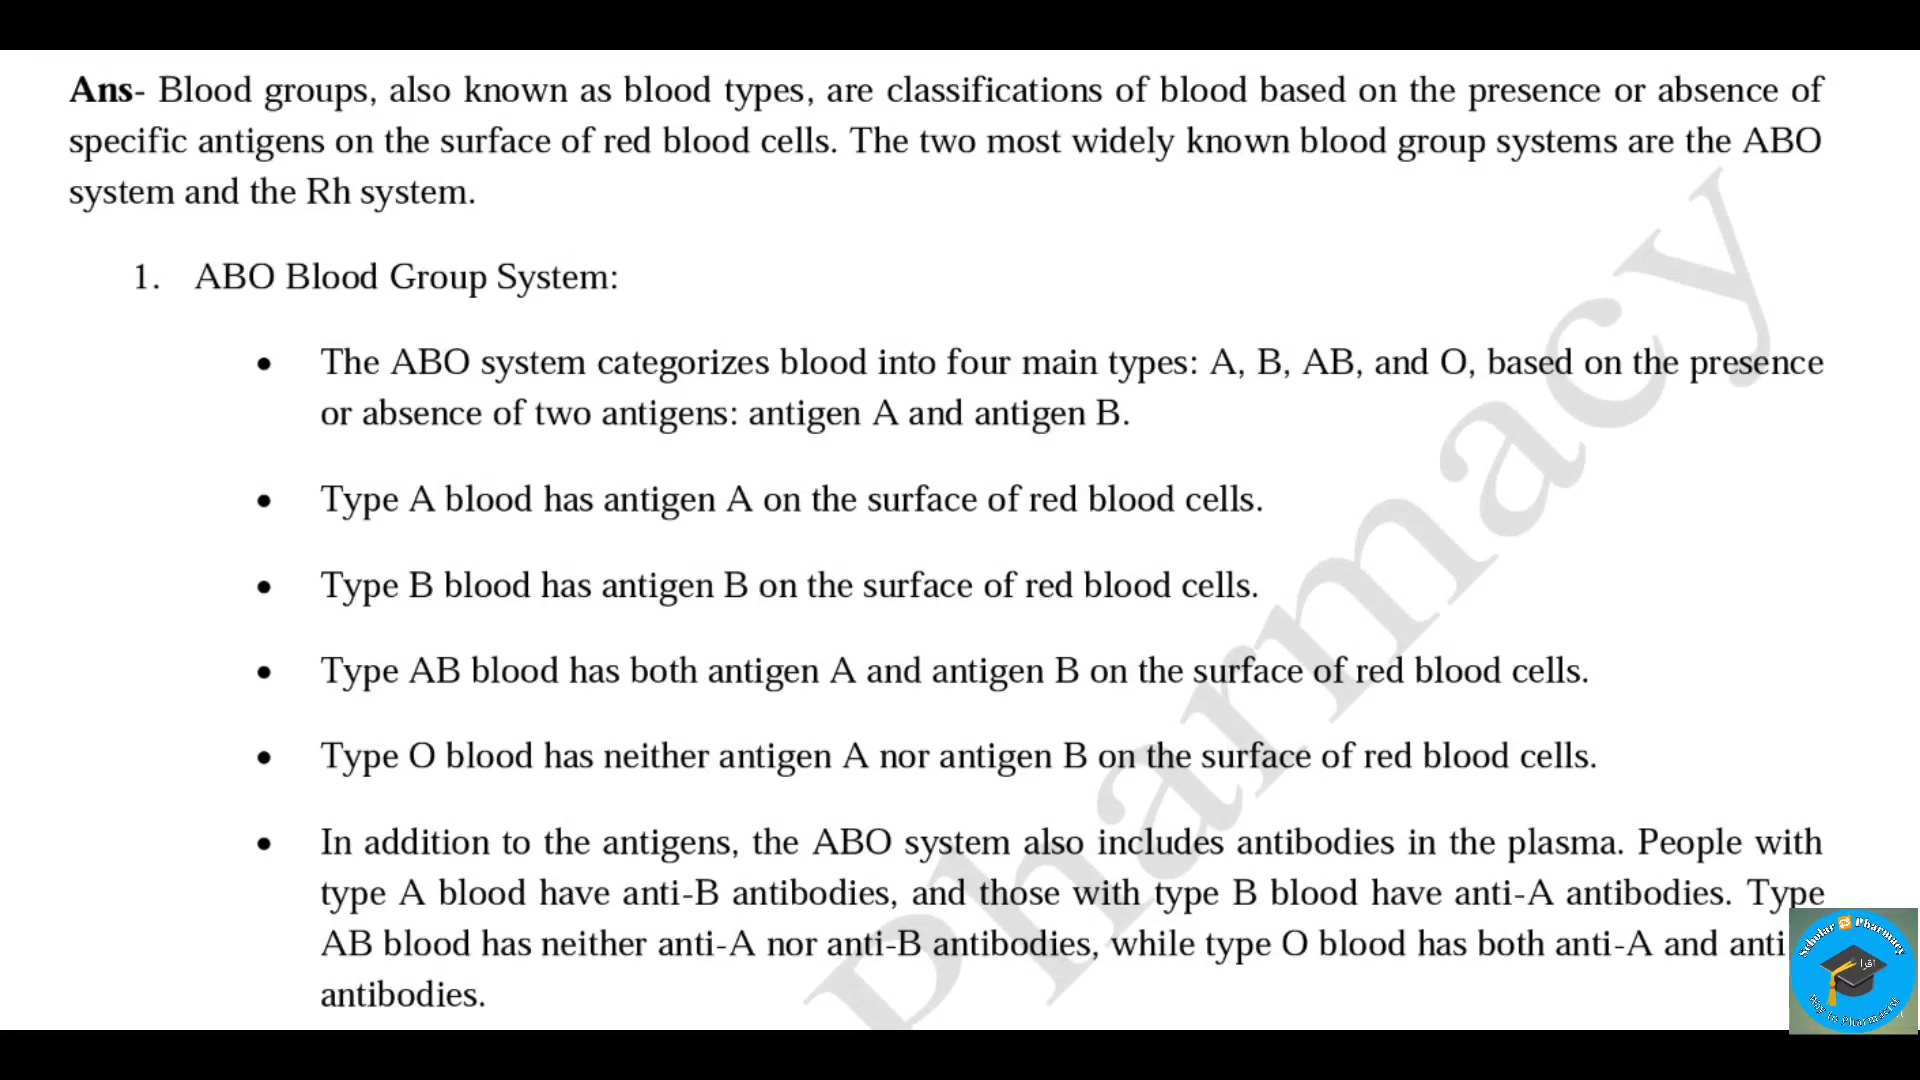 Ans- Blood groups, also known as blood types, are classifications of blood based on the presence or absence of
specific antigens on the surface of red blood cells. The two most widely known blood group systems are the ABO
system and the Rh system.
1. ABO Blood Group System:
• The ABO system categorizes blood into four main types: A, B, AB, and O, based on the presence
or absence of two antigens: antigen A and antigen B.
• Type A blood has antigen A on the surface of red blood cells.
• Type B blood has antigen B on the surface of red blood cells.
• Type AB blood has both antigen A and antigen B on the surface of red blood cells.
• Type O blood has neither antigen A nor antigen B on the surface of red blood cells.
• In addition to the antigens, the ABO system also includes antibodies in the plasma. People with
type A blood have anti-B antibodies, and those with type B blood have anti-A antibodies. Type
AB blood has neither anti-A nor anti-B antibodies, while type O blood has both anti-A and anti
antibodies.
Pharmacy
Scholar Pharmacy
اقرا
Way to Pharmacist